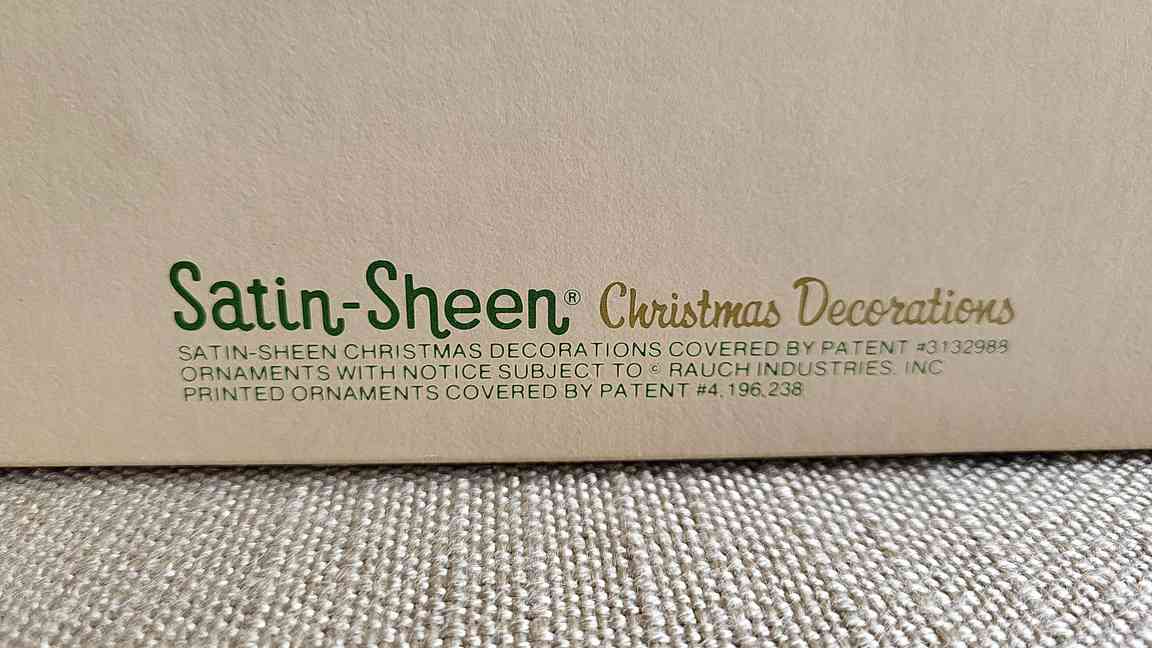 Satin-Sheen® Christmas Decorations
SATIN-SHEEN CHRISTMAS DECORATIONS COVERED BY PATENT #3132988
ORNAMENTS WITH NOTICE SUBJECT TO © RAUCH INDUSTRIES. INC
PRINTED ORNAMENTS COVERED BY PATENT #4,196,238